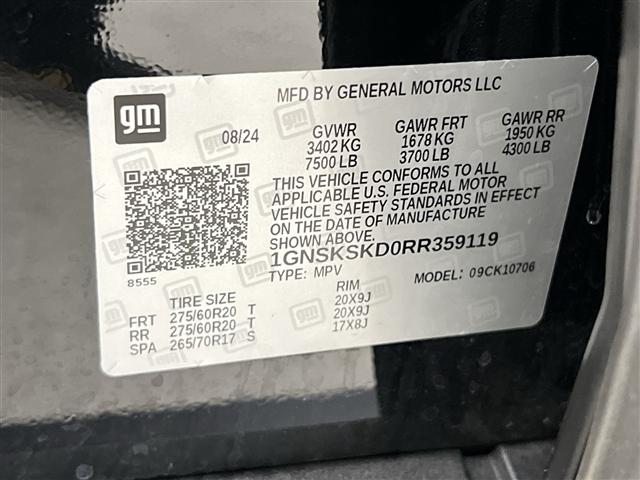 MFD BY GENERAL MOTORS LLC
gm
08/24 GVWR GAWR FRT GAWR RR
3402 KG 1678 KG 1950 KG
7500 LB 3700 LB 4300 LB
THIS VEHICLE CONFORMS TO ALL
APPLICABLE U.S. FEDERAL MOTOR
VEHICLE SAFETY STANDARDS IN EFFECT
ON THE DATE OF MANUFACTURE
SHOWN ABOVE.
1GNSKSKD0RR359119
8555 TYPE: MPV MODEL: 09CK10706
TIRE SIZE RIM
FRT 275/60R20 T 20X9J
RR 275/60R20 T 20X9J
SPA 265/70R17 S 17X8J